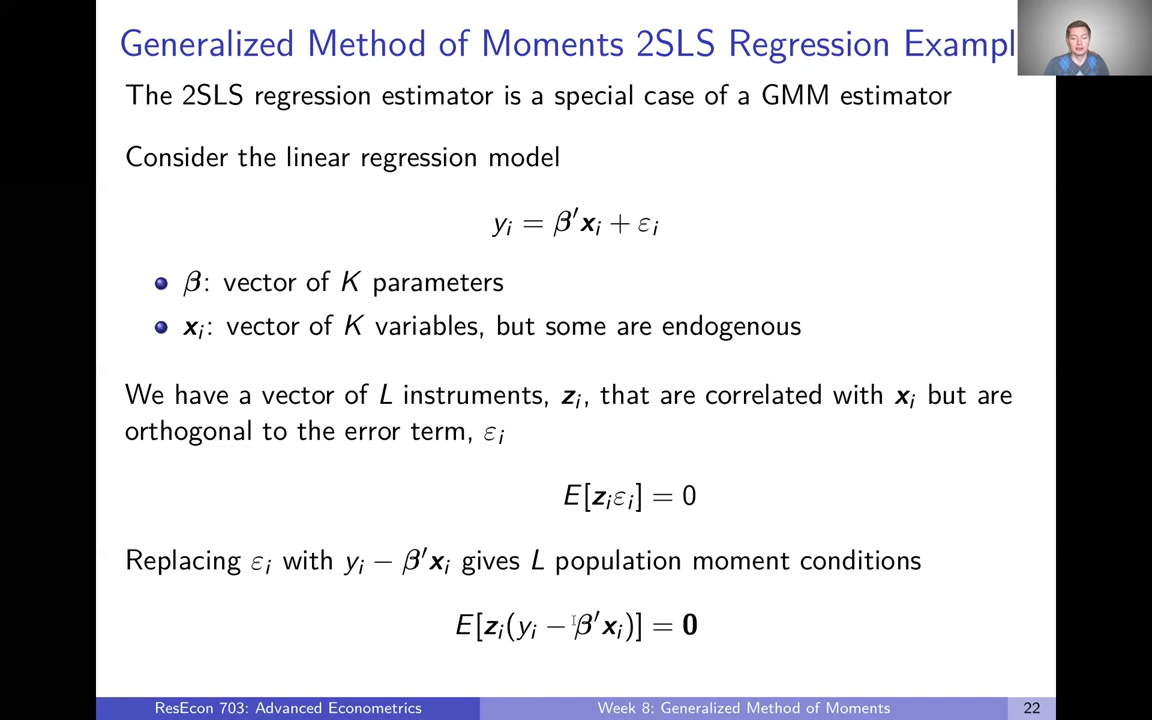 Generalized Method of Moments 2SLS Regression Exampl
The 2SLS regression estimator is a special case of a GMM estimator
Consider the linear regression model
yᵢ = β′xᵢ + εᵢ
β: vector of K parameters
xᵢ: vector of K variables, but some are endogenous
We have a vector of L instruments, zᵢ, that are correlated with xᵢ but are
orthogonal to the error term, εᵢ
E[zᵢεᵢ] = 0
Replacing εᵢ with yᵢ − β′xᵢ gives L population moment conditions
E[zᵢ(yᵢ − β′xᵢ)] = 0
ResEcon 703: Advanced Econometrics Week 8: Generalized Method of Moments 22